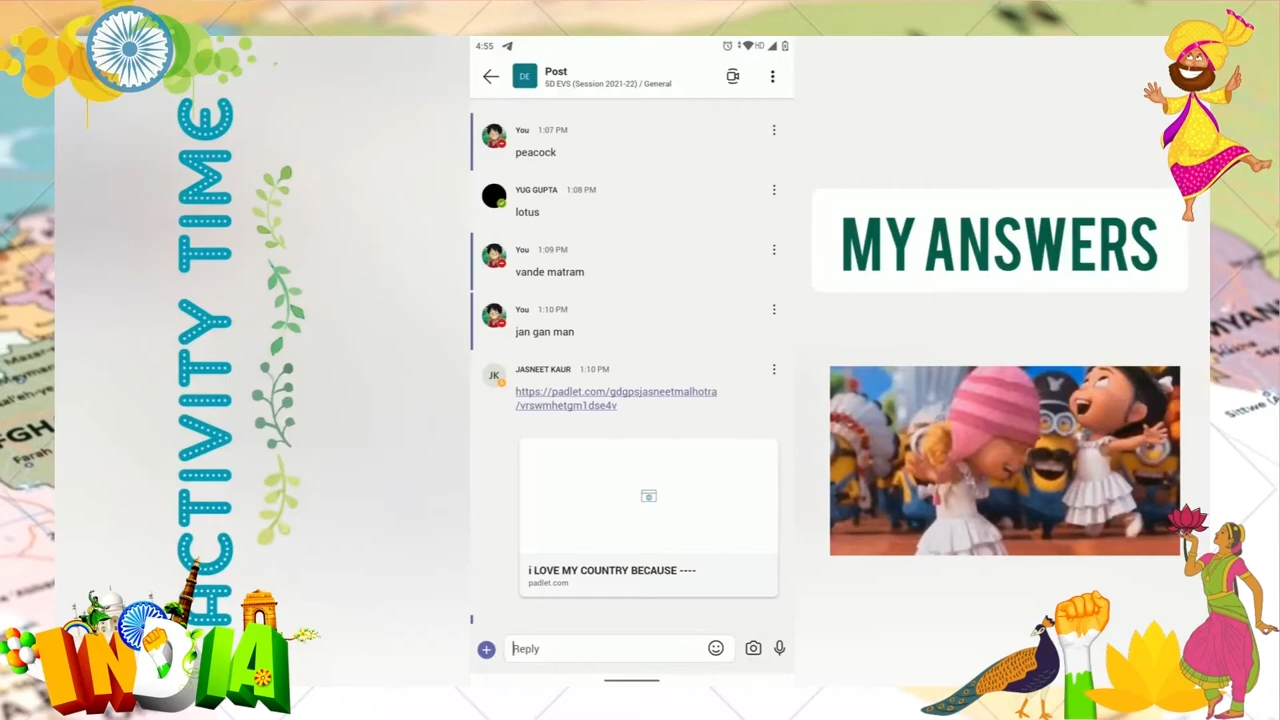 ACTIVITY TIME
4:55
HD
DE
Post
5D EVS (Session 2021-22) / General
You 1:07 PM
peacock
YUG GUPTA 1:08 PM
lotus
You 1:09 PM
vande matram
You 1:10 PM
jan gan man
JK
JASNEET KAUR 1:10 PM
https://padlet.com/gdgpsjasneetmalhotra
/vrswmhetgm1dse4v
i LOVE MY COUNTRY BECAUSE ----
padlet.com
Reply
MY ANSWERS
INDIA
Farah
Sittwe